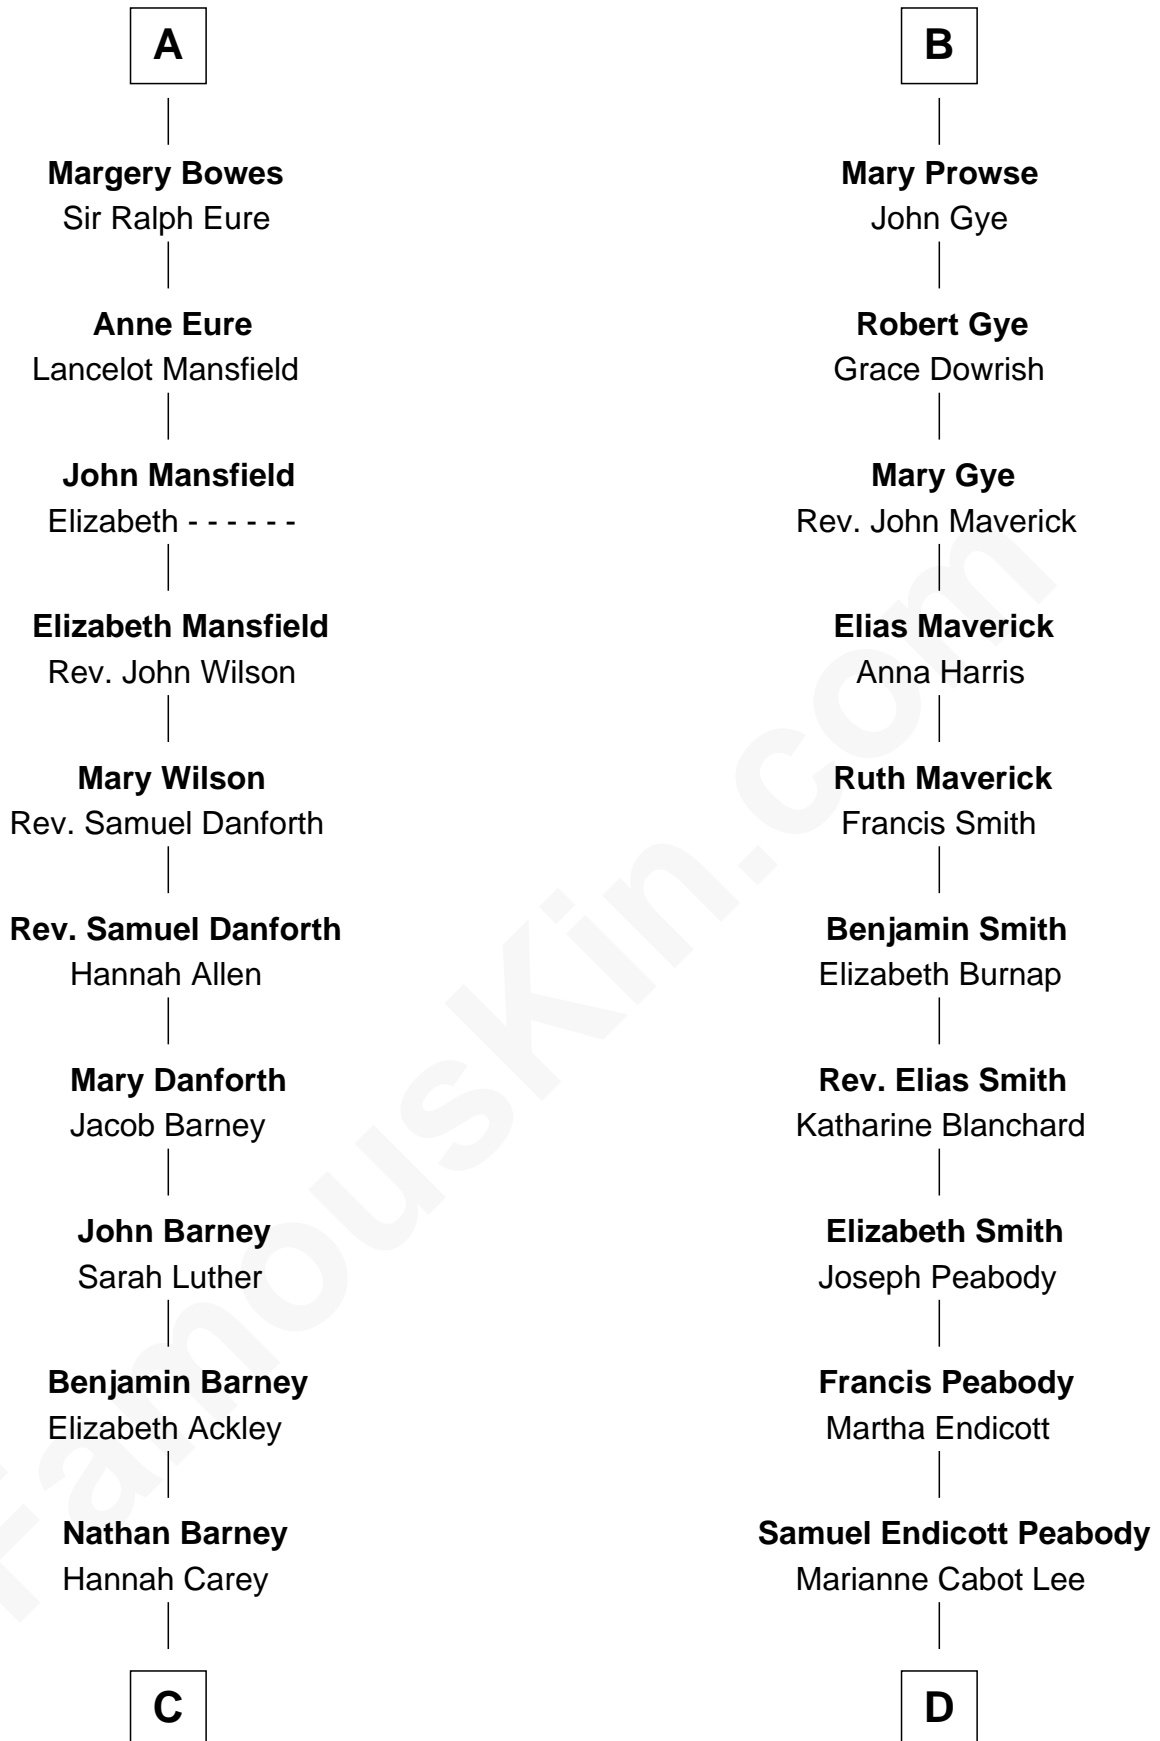 A
Margery Bowes
Sir Ralph Eure
Anne Eure
Lancelot Mansfield
John Mansfield
Elizabeth - - - - - -
Elizabeth Mansfield
Rev. John Wilson
Mary Wilson
Rev. Samuel Danforth
Rev. Samuel Danforth
Hannah Allen
Mary Danforth
Jacob Barney
John Barney
Sarah Luther
Benjamin Barney
Elizabeth Ackley
Nathan Barney
Hannah Carey
C
B
Mary Prowse
John Gye
Robert Gye
Grace Dowrish
Mary Gye
Rev. John Maverick
Elias Maverick
Anna Harris
Ruth Maverick
Francis Smith
Benjamin Smith
Elizabeth Burnap
Rev. Elias Smith
Katharine Blanchard
Elizabeth Smith
Joseph Peabody
Francis Peabody
Martha Endicott
Samuel Endicott Peabody
Marianne Cabot Lee
D
FamousKin.com